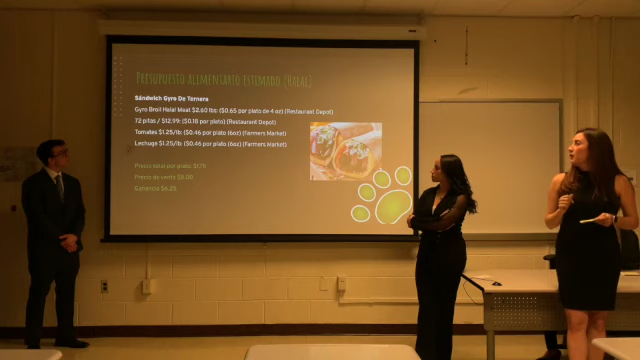 Presupuesto alimentario estimado (Halal)
Sándwich Gyro De Ternera
Gyro Broil Halal Meat $2.60 lbs: ($0.65 por plato de 4 oz) (Restaurant Depot)
72 pitas / $12.99: ($0.18 por plato) (Restaurant Depot)
Tomates $1.25/lb: ($0.46 por plato (6oz) (Farmers Market)
Lechuga $1.25/lb: ($0.46 por plato (6oz) (Farmers Market)
Precio total por plato: $1.75
Precio de venta $8.00
Ganancia $6.25